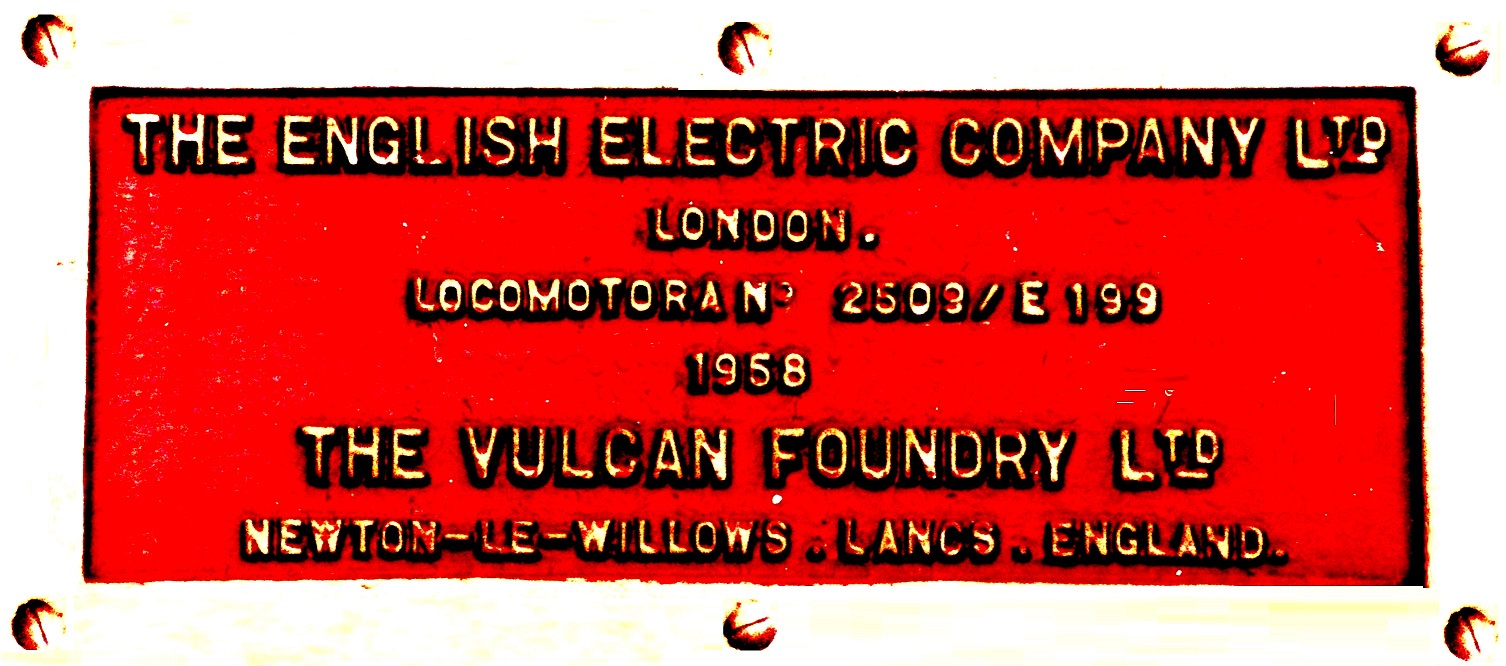 THE ENGLISH ELECTRIC COMPANY LTD
LONDON.
LOCOMOTORA Nº 2503/E199
1958
THE VULCAN FOUNDRY LTD
NEWTON-LE-WILLOWS. LANCS. ENGLAND.